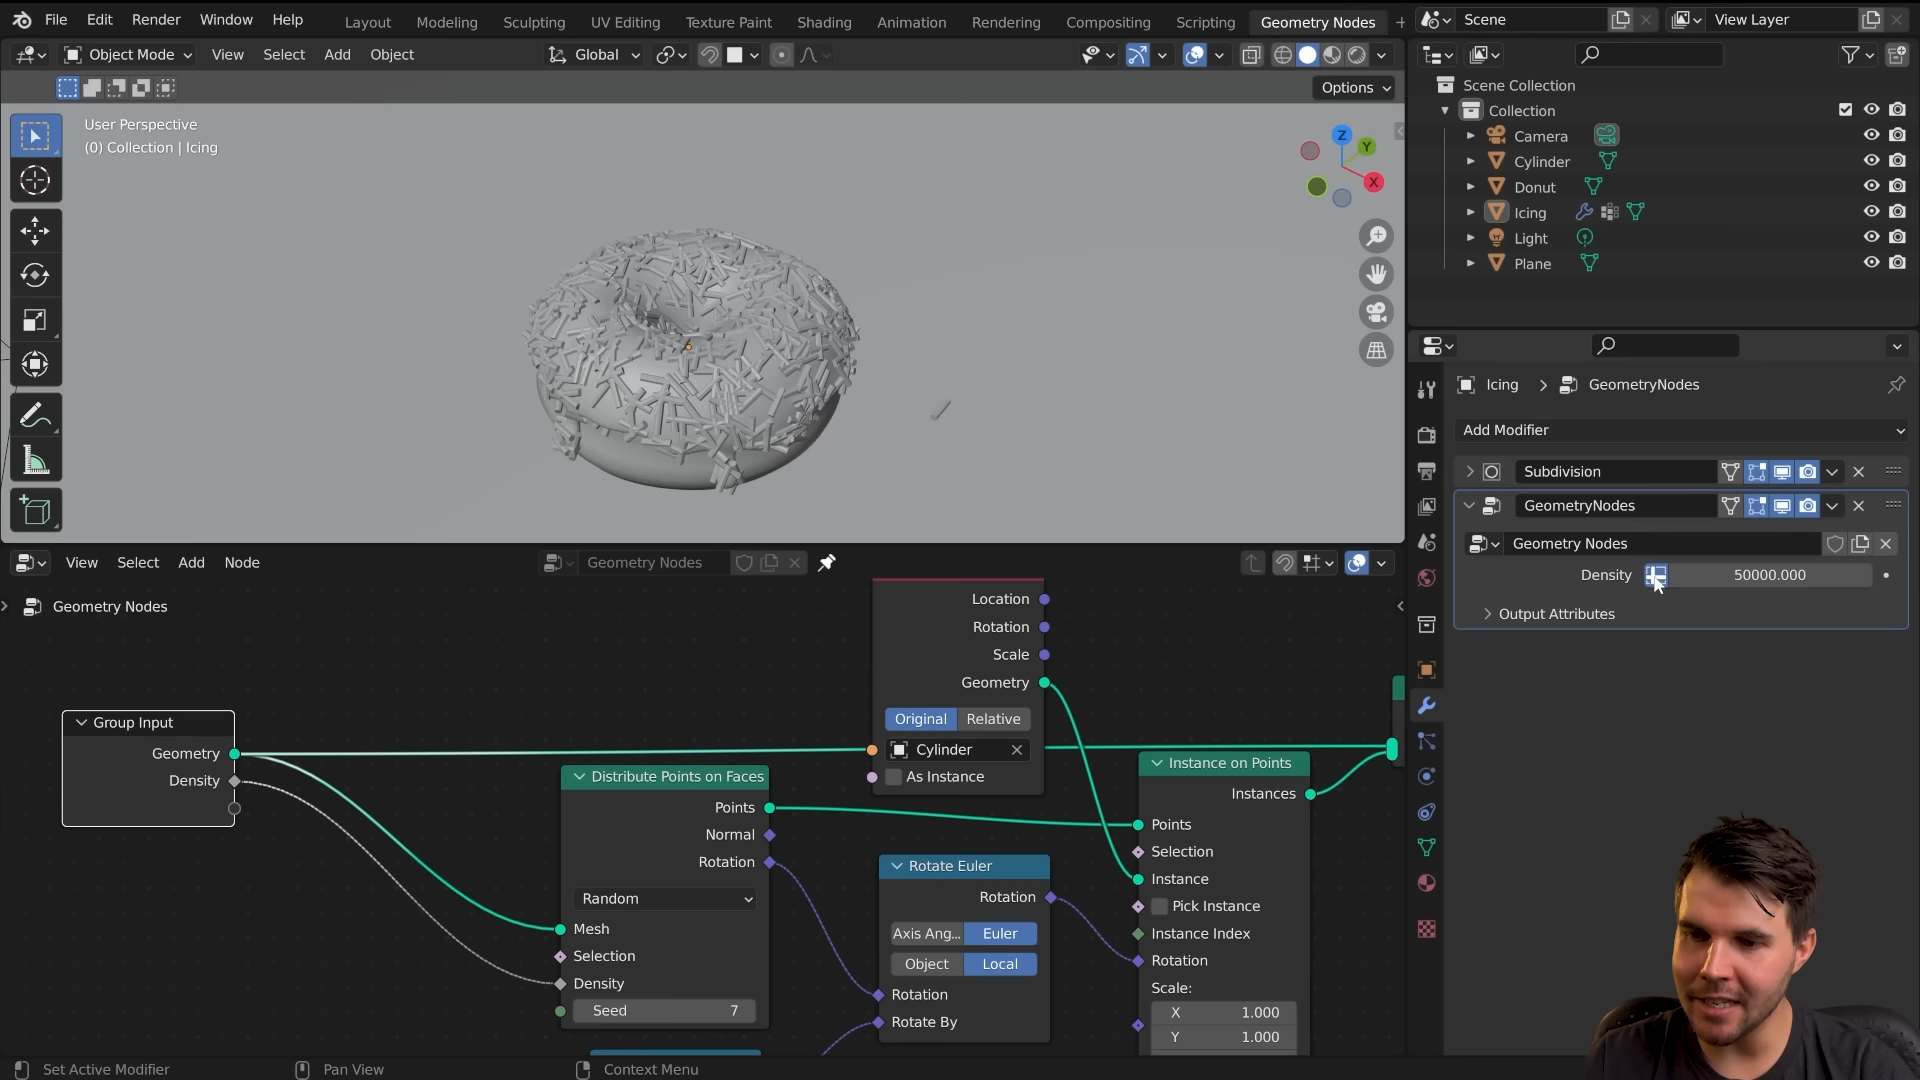 File Edit Render Window Help Layout Modeling Sculpting UV Editing Texture Paint Shading Animation Rendering Compositing Scripting Geometry Nodes + Scene View Layer
Object Mode View Select Add Object Global
Options
User Perspective
(0) Collection | Icing
Z
Y
X
Scene Collection
Collection
Camera
Cylinder
Donut
Icing
Light
Plane
Icing > GeometryNodes
Add Modifier
Subdivision
GeometryNodes
Geometry Nodes
Density 50000.000
Output Attributes
View Select Add Node Geometry Nodes
Geometry Nodes
Location
Rotation
Scale
Geometry
Original Relative
Cylinder
As Instance
Group Input
Geometry
Density
Distribute Points on Faces
Points
Normal
Rotation
Random
Mesh
Selection
Density
Seed 7
Rotate Euler
Rotation
Axis Ang... Euler
Object Local
Rotation
Rotate By
Instance on Points
Instances
Points
Selection
Instance
Pick Instance
Instance Index
Rotation
Scale:
X 1.000
Y 1.000
Set Active Modifier Pan View Context Menu